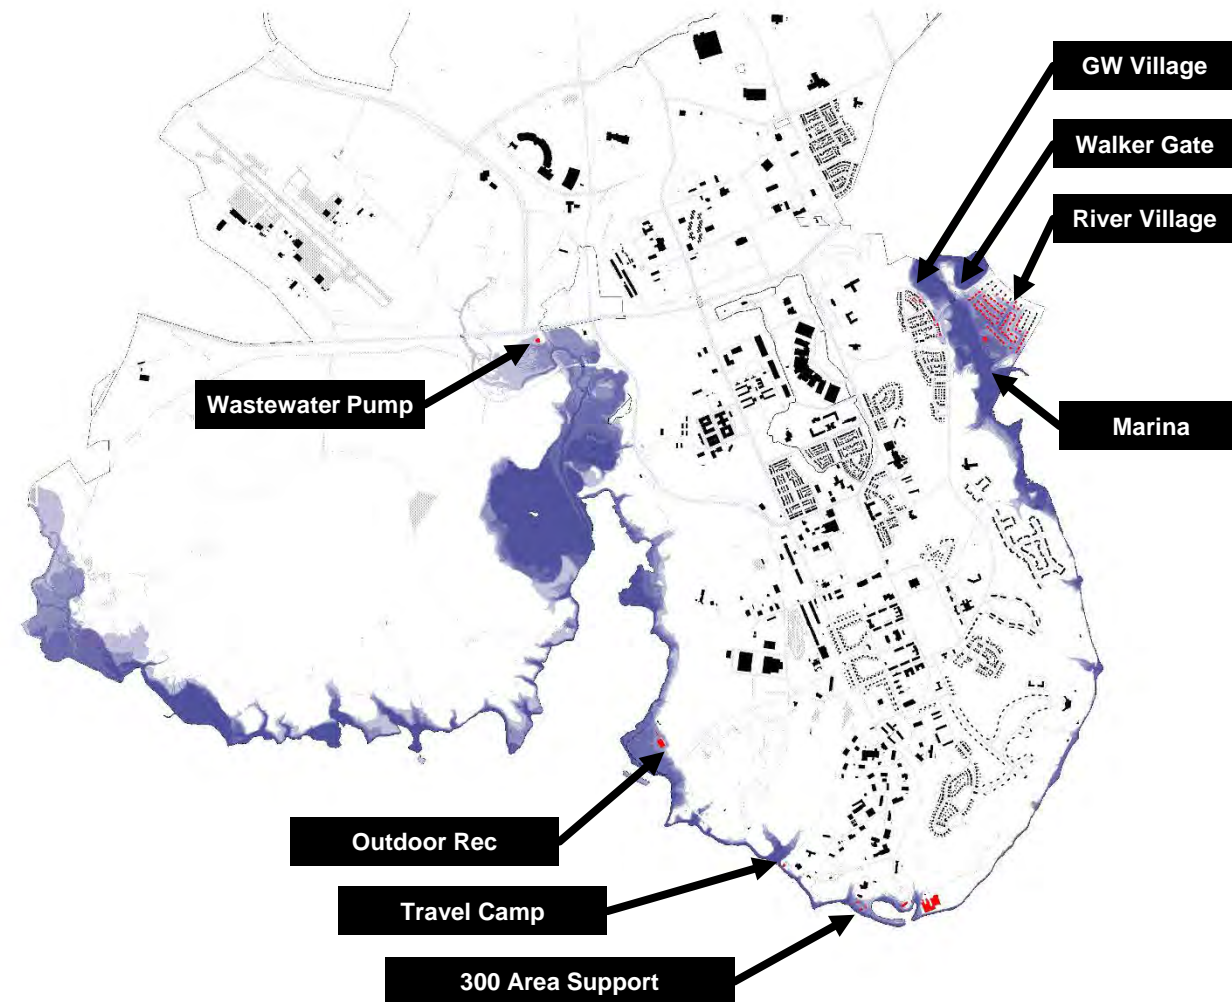 GW Village
Walker Gate
River Village
Wastewater Pump
Marina
Outdoor Rec
Travel Camp
300 Area Support